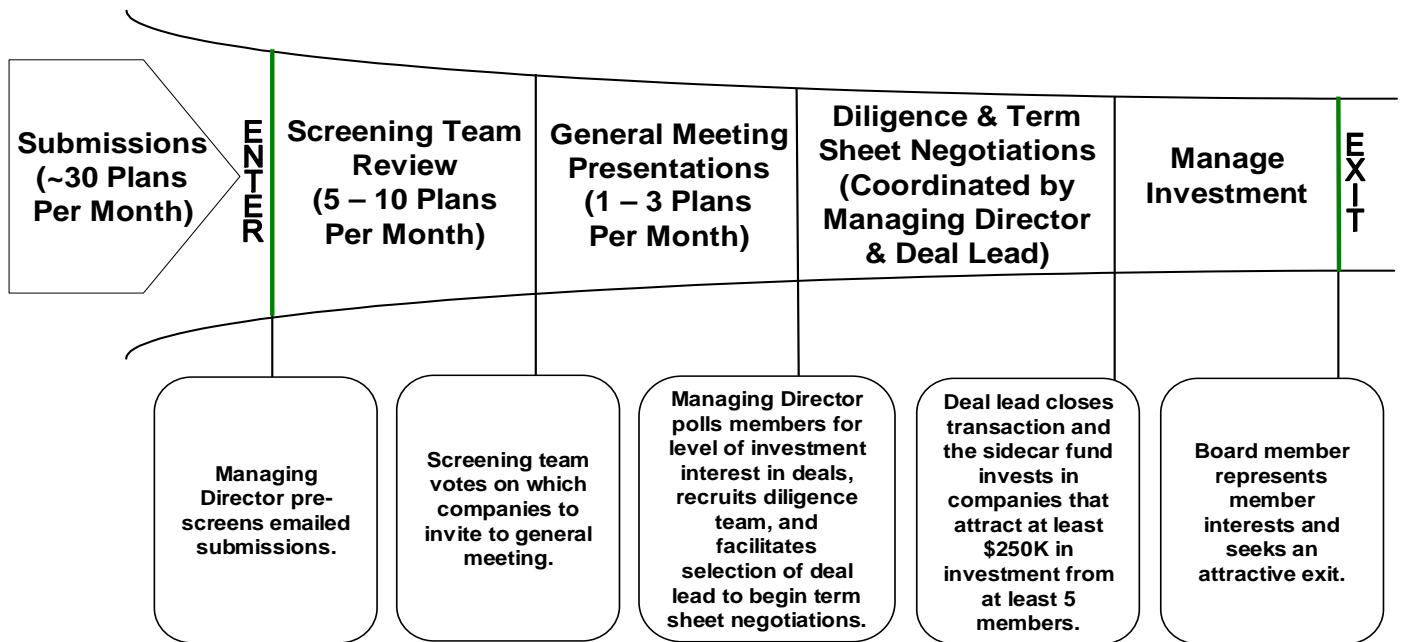 Submissions
(~30 Plans
Per Month)
ENTER
Screening Team
Review
(5 – 10 Plans
Per Month)
General Meeting
Presentations
(1 – 3 Plans
Per Month)
Diligence & Term
Sheet Negotiations
(Coordinated by
Managing Director
& Deal Lead)
Manage
Investment
EXIT
Managing
Director pre-
screens emailed
submissions.
Screening team
votes on which
companies to
invite to general
meeting.
Managing Director
polls members for
level of investment
interest in deals,
recruits diligence
team, and
facilitates
selection of deal
lead to begin term
sheet negotiations.
Deal lead closes
transaction and
the sidecar fund
invests in
companies that
attract at least
$250K in
investment from
at least 5
members.
Board member
represents
member
interests and
seeks an
attractive exit.